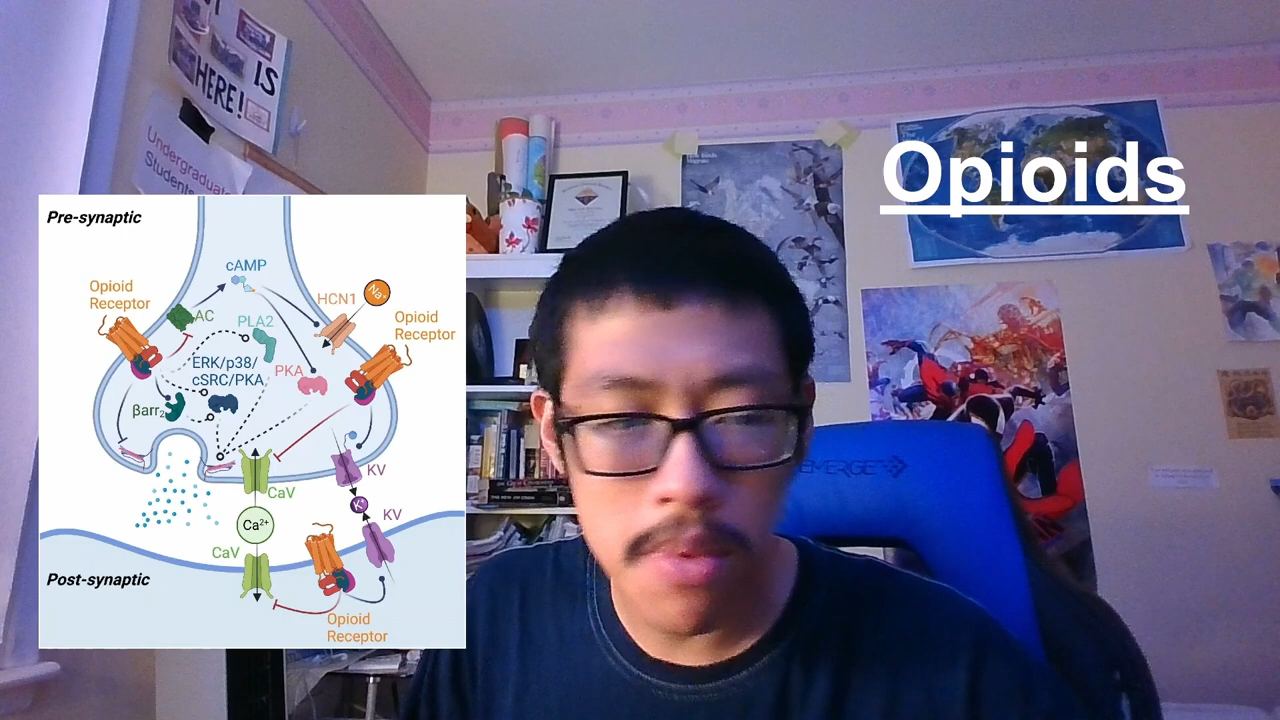 IS
HERE!
Undergraduate
Students
Opioids
Pre-synaptic
cAMP
Opioid
Receptor
HCN1
Na⁺
AC
PLA2
Opioid
Receptor
ERK/p38/
cSRC/PKA
PKA
βarr₂
KV
CaV
K⁺
KV
Ca²⁺
CaV
Post-synaptic
Opioid
Receptor
EMERGE